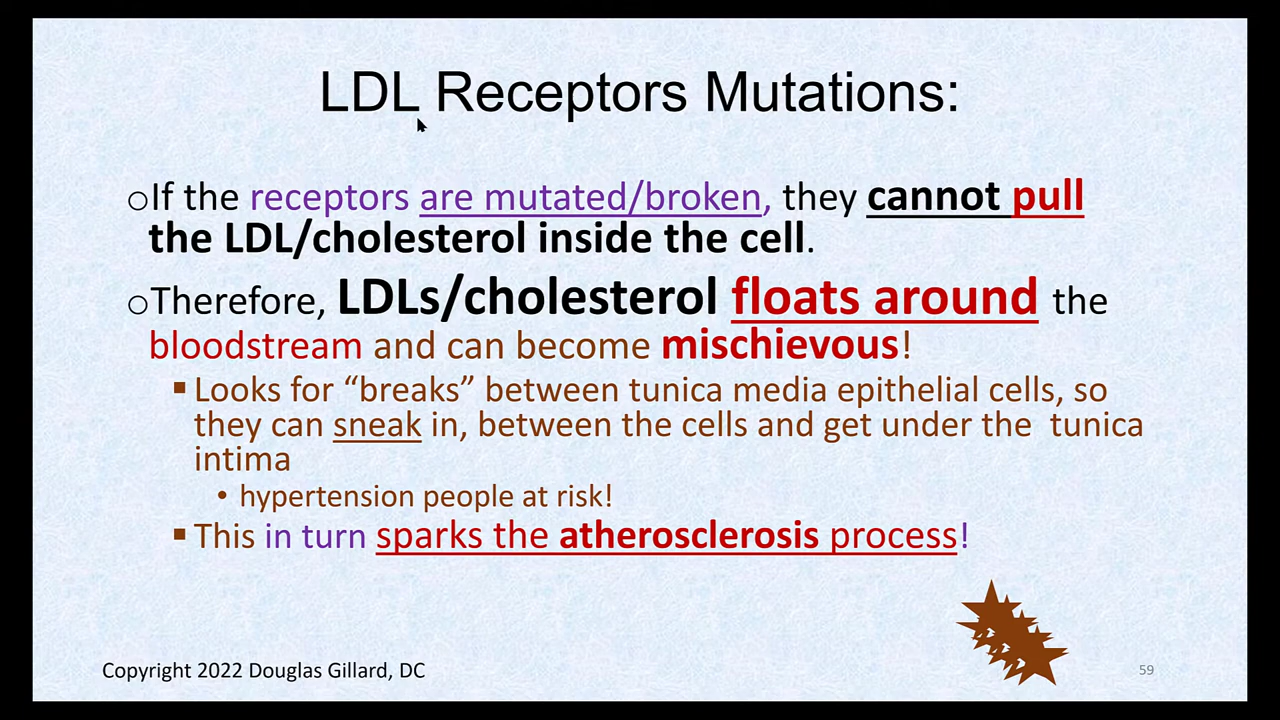 LDL Receptors Mutations:
oIf the receptors are mutated/broken, they cannot pull
the LDL/cholesterol inside the cell.
oTherefore, LDLs/cholesterol floats around the
bloodstream and can become mischievous!
▪Looks for “breaks” between tunica media epithelial cells, so
they can sneak in, between the cells and get under the tunica
intima
• hypertension people at risk!
▪This in turn sparks the atherosclerosis process!
Copyright 2022 Douglas Gillard, DC
59